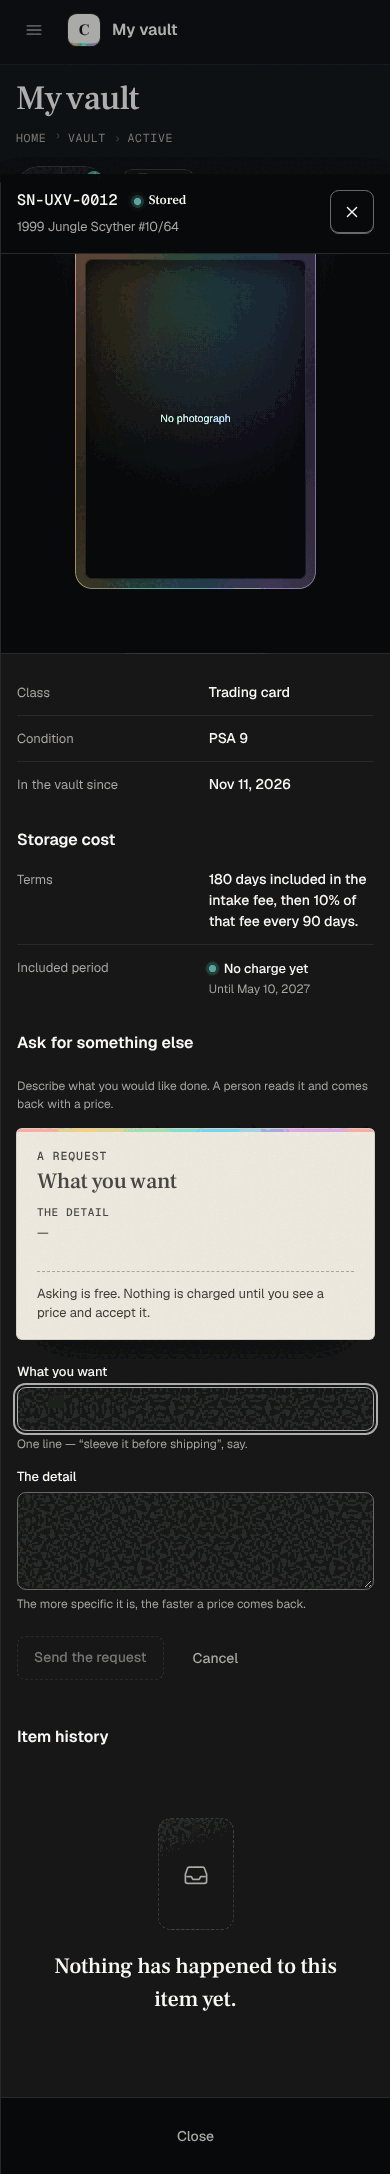 C
My vault
My vault
HOME › VAULT › ACTIVE
SN-UXV-0012 Stored
1999 Jungle Scyther #10/64
No photograph
Class Trading card
Condition PSA 9
In the vault since Nov 11, 2026
Storage cost
Terms 180 days included in the
intake fee, then 10% of
that fee every 90 days.
Included period No charge yet
Until May 10, 2027
Ask for something else
Describe what you would like done. A person reads it and comes
back with a price.
A REQUEST
What you want
THE DETAIL
—
Asking is free. Nothing is charged until you see a
price and accept it.
What you want
One line — “sleeve it before shipping”, say.
The detail
The more specific it is, the faster a price comes back.
Send the request Cancel
Item history
Nothing has happened to this
item yet.
Close